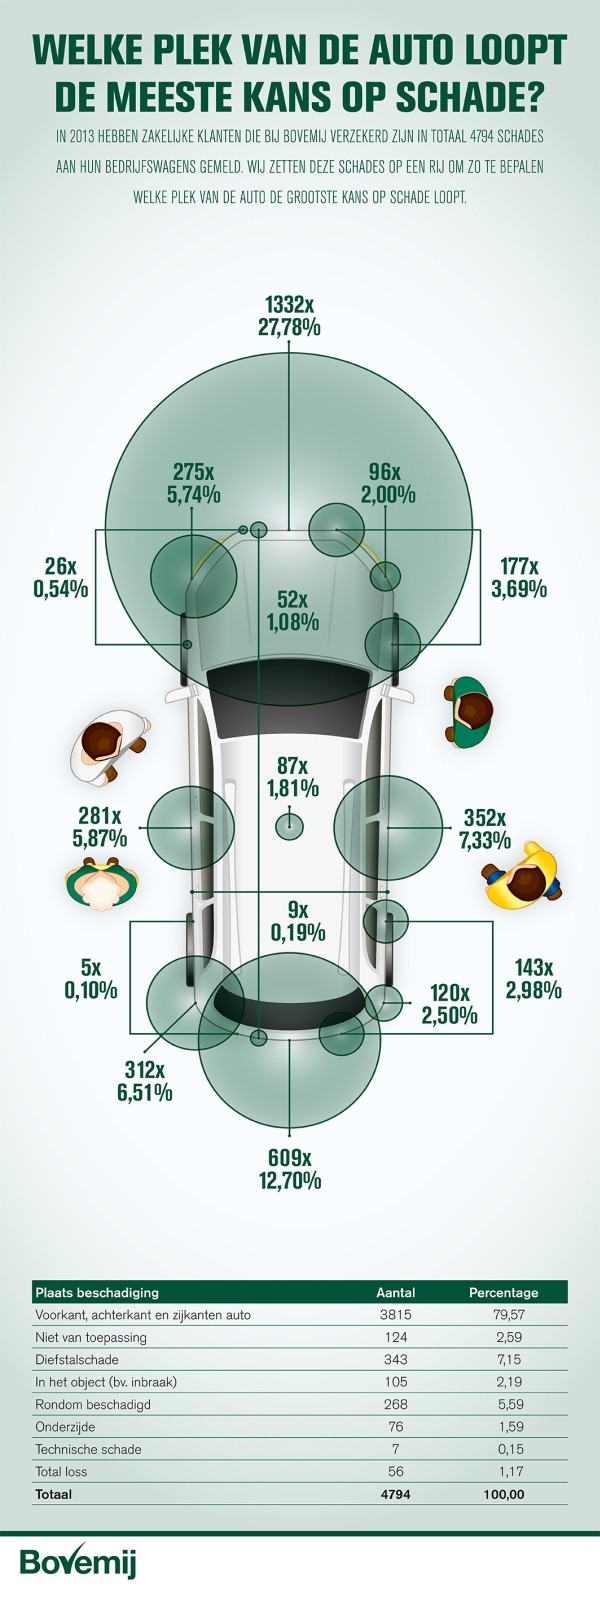 WELKE PLEK VAN DE AUTO LOOPT
DE MEESTE KANS OP SCHADE?
IN 2013 HEBBEN ZAKELIJKE KLANTEN DIE BIJ BOVEMIJ VERZEKERD ZIJN IN TOTAAL 4794 SCHADES
AAN HUN BEDRIJFSWAGENS GEMELD. WIJ ZETTEN DEZE SCHADES OP EEN RIJ OM ZO TE BEPALEN
WELKE PLEK VAN DE AUTO DE GROOTSTE KANS OP SCHADE LOOPT.
1332x
27,78%
275x
5,74%
96x
2,00%
26x
0,54%
177x
3,69%
52x
1,08%
87x
1,81%
281x
5,87%
352x
7,33%
9x
0,19%
5x
0,10%
143x
2,98%
120x
2,50%
312x
6,51%
609x
12,70%
Plaats beschadiging Aantal Percentage
Voorkant, achterkant en zijkanten auto 3815 79,57
Niet van toepassing 124 2,59
Diefstalschade 343 7,15
In het object (bv. inbraak) 105 2,19
Rondom beschadigd 268 5,59
Onderzijde 76 1,59
Technische schade 7 0,15
Total loss 56 1,17
Totaal 4794 100,00
Bovemij